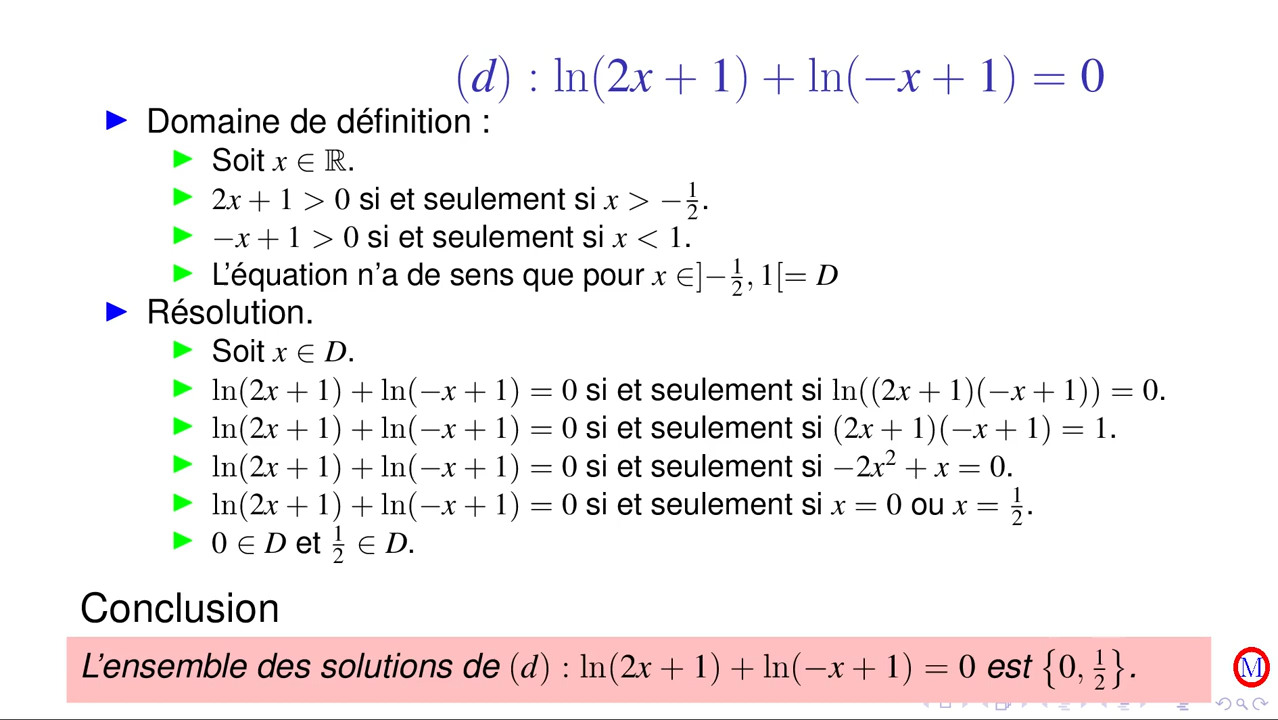 (d) : ln(2x + 1) + ln(−x + 1) = 0
Domaine de définition :
Soit x ∈ ℝ.
2x + 1 > 0 si et seulement si x > −1/2.
−x + 1 > 0 si et seulement si x < 1.
L'équation n'a de sens que pour x ∈]−1/2, 1[= D
Résolution.
Soit x ∈ D.
ln(2x + 1) + ln(−x + 1) = 0 si et seulement si ln((2x + 1)(−x + 1)) = 0.
ln(2x + 1) + ln(−x + 1) = 0 si et seulement si (2x + 1)(−x + 1) = 1.
ln(2x + 1) + ln(−x + 1) = 0 si et seulement si −2x² + x = 0.
ln(2x + 1) + ln(−x + 1) = 0 si et seulement si x = 0 ou x = 1/2.
0 ∈ D et 1/2 ∈ D.
Conclusion
L'ensemble des solutions de (d) : ln(2x + 1) + ln(−x + 1) = 0 est {0, 1/2}.
M